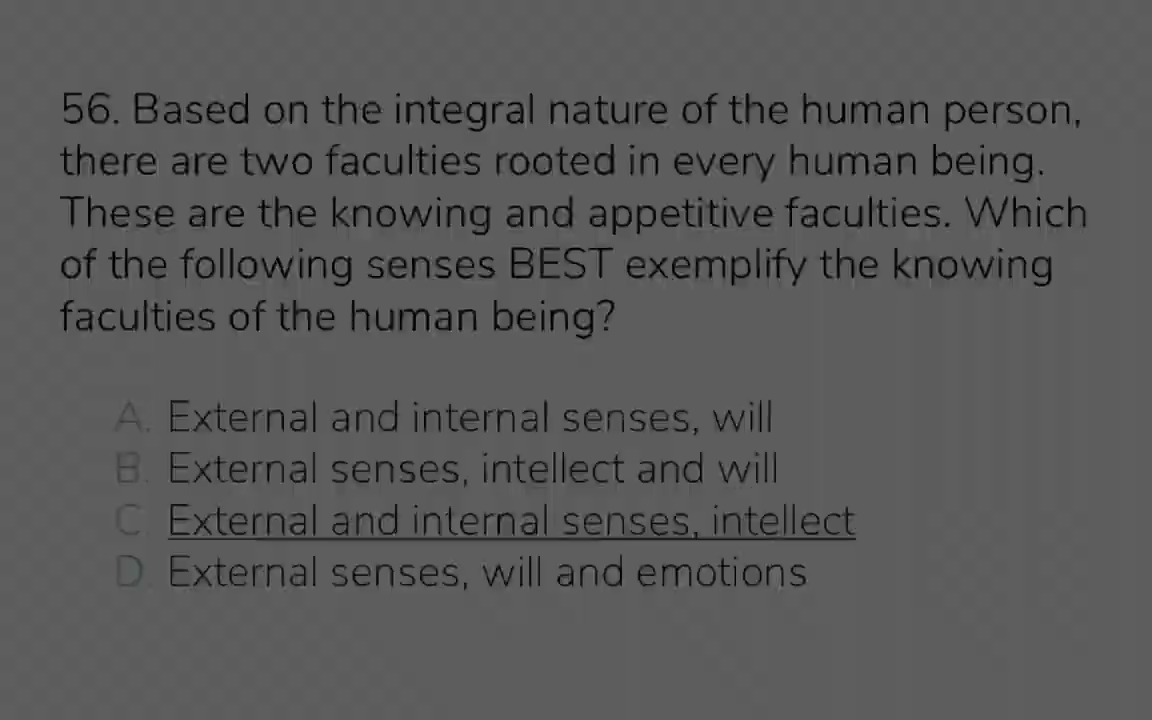 56. Based on the integral nature of the human person,
there are two faculties rooted in every human being.
These are the knowing and appetitive faculties. Which
of the following senses BEST exemplify the knowing
faculties of the human being?
A. External and internal senses, will
B. External senses, intellect and will
C. External and internal senses, intellect
D. External senses, will and emotions